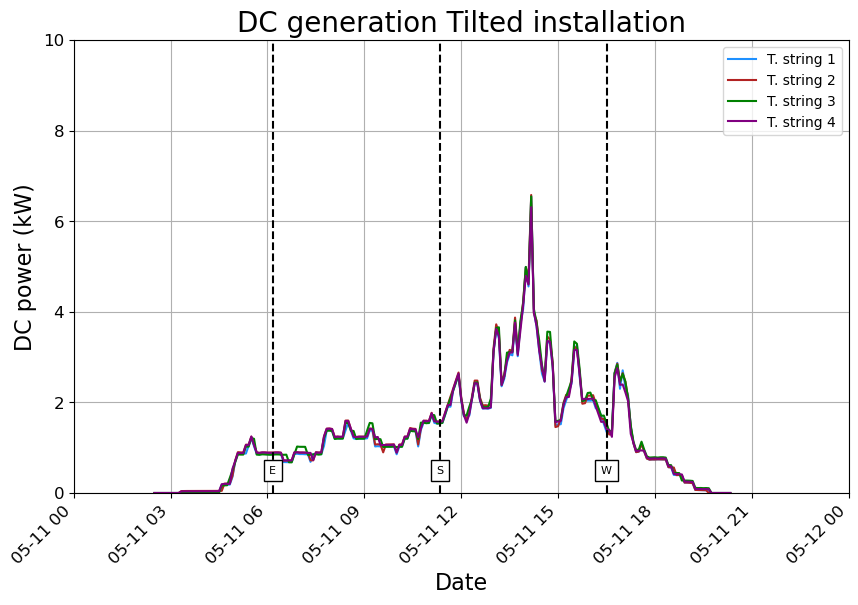 DC generation Tilted installation
DC power (kW)
10
8
6
4
2
0
T. string 1
T. string 2
T. string 3
T. string 4
E
S
W
05-11 00
05-11 03
05-11 06
05-11 09
05-11 12
05-11 15
05-11 18
05-11 21
05-12 00
Date